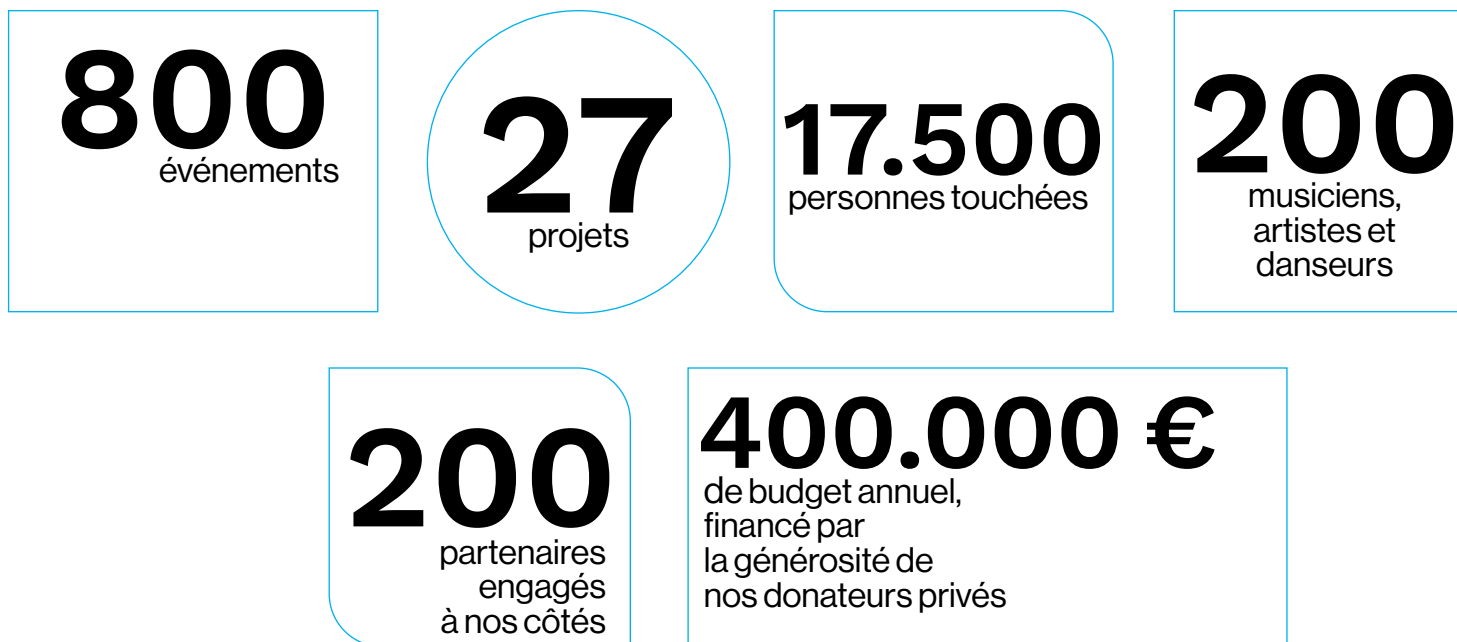 800
événements
27
projets
17.500
personnes touchées
200
musiciens,
artistes et
danseurs
200
partenaires
engagés
à nos côtés
400.000 €
de budget annuel,
financé par
la générosité de
nos donateurs privés